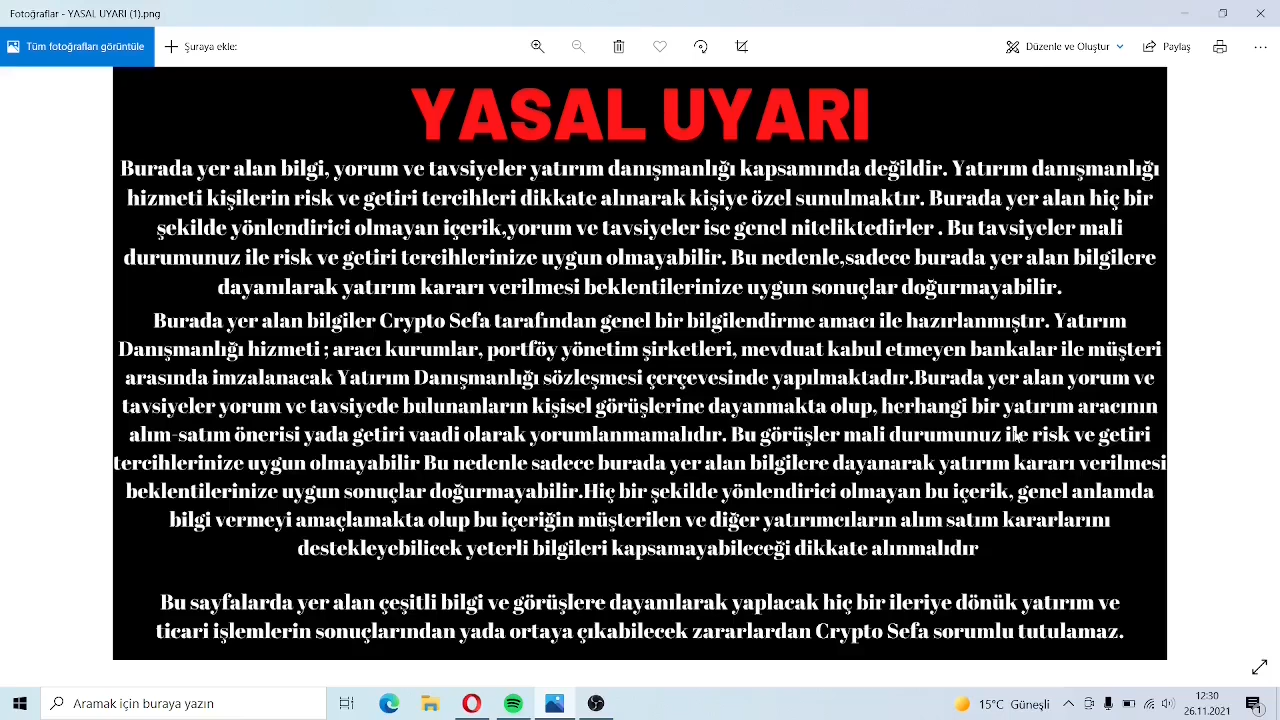 Fotoğraflar - YASAL UYARI (1).png
Tüm fotoğrafları görüntüle
Şuraya ekle:
Düzenle ve Oluştur
Paylaş
YASAL UYARI
Burada yer alan bilgi, yorum ve tavsiyeler yatırım danışmanlığı kapsamında değildir. Yatırım danışmanlığı
hizmeti kişilerin risk ve getiri tercihleri dikkate alınarak kişiye özel sunulmaktır. Burada yer alan hiç bir
şekilde yönlendirici olmayan içerik,yorum ve tavsiyeler ise genel niteliktedirler . Bu tavsiyeler mali
durumunuz ile risk ve getiri tercihlerinize uygun olmayabilir. Bu nedenle,sadece burada yer alan bilgilere
dayanılarak yatırım kararı verilmesi beklentilerinize uygun sonuçlar doğurmayabilir.
Burada yer alan bilgiler Crypto Sefa tarafından genel bir bilgilendirme amacı ile hazırlanmıştır. Yatırım
Danışmanlığı hizmeti ; aracı kurumlar, portföy yönetim şirketleri, mevduat kabul etmeyen bankalar ile müşteri
arasında imzalanacak Yatırım Danışmanlığı sözleşmesi çerçevesinde yapılmaktadır.Burada yer alan yorum ve
tavsiyeler yorum ve tavsiyede bulunanların kişisel görüşlerine dayanmakta olup, herhangi bir yatırım aracının
alım-satım önerisi yada getiri vaadi olarak yorumlanmamalıdır. Bu görüşler mali durumunuz ile risk ve getiri
tercihlerinize uygun olmayabilir Bu nedenle sadece burada yer alan bilgilere dayanarak yatırım kararı verilmesi
beklentilerinize uygun sonuçlar doğurmayabilir.Hiç bir şekilde yönlendirici olmayan bu içerik, genel anlamda
bilgi vermeyi amaçlamakta olup bu içeriğin müşterilen ve diğer yatırımcıların alım satım kararlarını
destekleyebilicek yeterli bilgileri kapsamayabileceği dikkate alınmalıdır
Bu sayfalarda yer alan çeşitli bilgi ve görüşlere dayanılarak yaplacak hiç bir ileriye dönük yatırım ve
ticari işlemlerin sonuçlarından yada ortaya çıkabilecek zararlardan Crypto Sefa sorumlu tutulamaz.
Aramak için buraya yazın
15°C Güneşli
12:30
26.11.2021